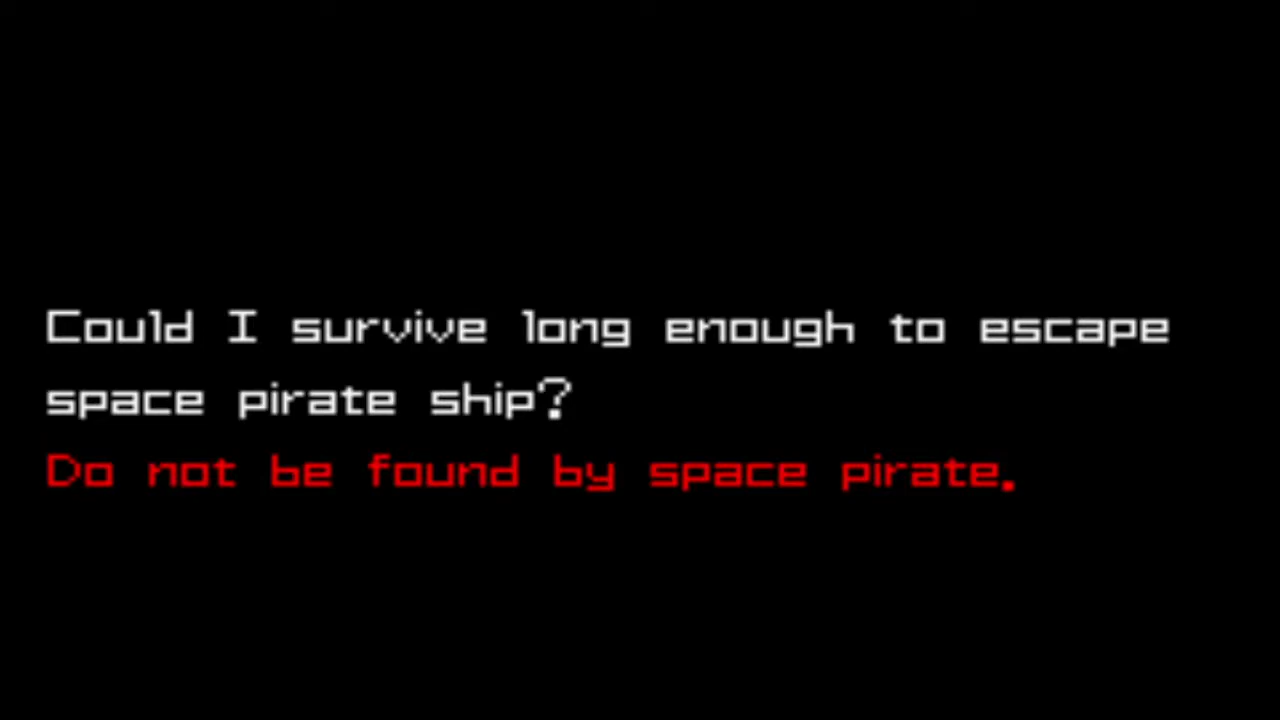 Could I survive long enough to escape
space pirate ship?
Do not be found by space pirate.